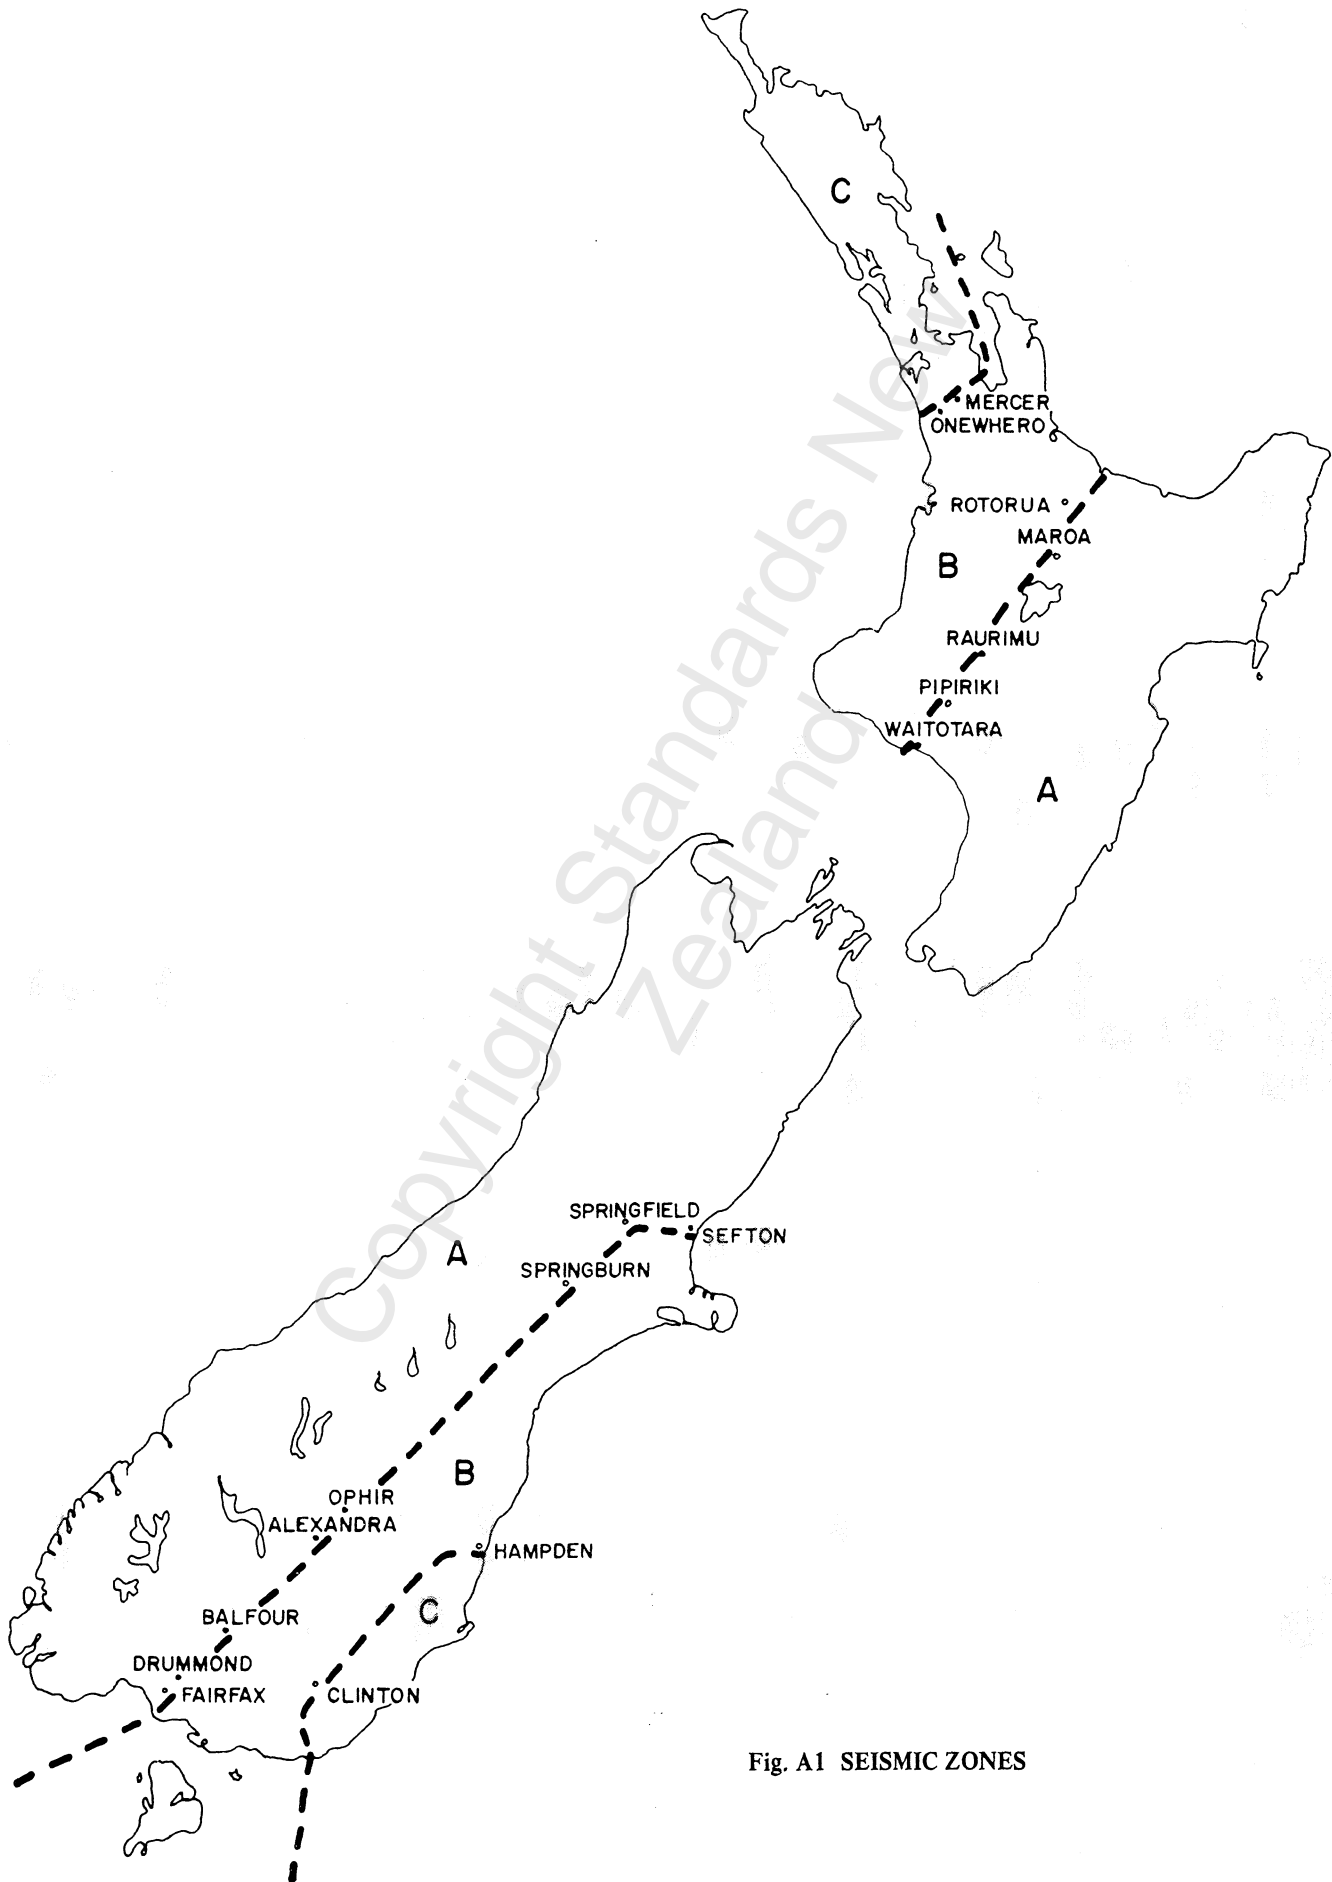 C
MERCER
ONEWHERO
ROTORUA
MAROA
B
RAURIMU
PIPIRIKI
WAITOTARA
A
Copyright Standards New
Zealand
SPRINGFIELD
SEFTON
A
SPRINGBURN
B
OPHIR
ALEXANDRA
HAMPDEN
C
BALFOUR
DRUMMOND
FAIRFAX
CLINTON
Fig. A1 SEISMIC ZONES